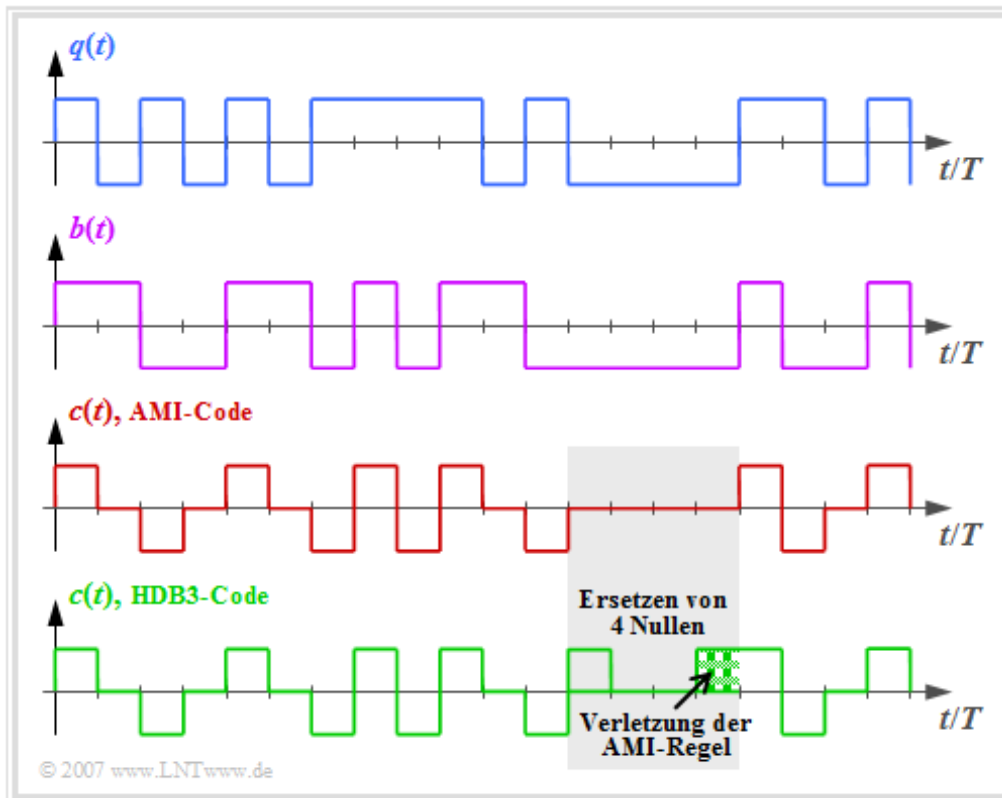 q(t)
t/T
b(t)
t/T
c(t), AMI-Code
t/T
c(t), HDB3-Code
Ersetzen von
4 Nullen
t/T
Verletzung der
AMI-Regel
© 2007 www.LNTwww.de